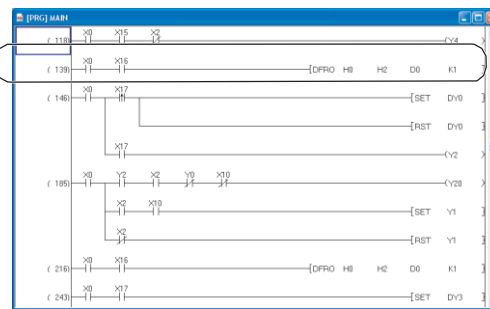 [PRG] MAIN
X0 X15 X2
( 118) (Y4 )
X0 X16
( 139) [DFRO H0 H2 D0 K1 ]
X0 X17
( 146) [SET DY0 ]
[RST DY0 ]
X17
(Y2 )
X0 Y2 X2 Y0 X10
( 185) (Y20 )
X2 X10
[SET Y1 ]
X2
[RST Y1 ]
X0 X16
( 216) [DFRO H0 H2 D0 K1 ]
X0 X17
( 243) [SET DY3 ]